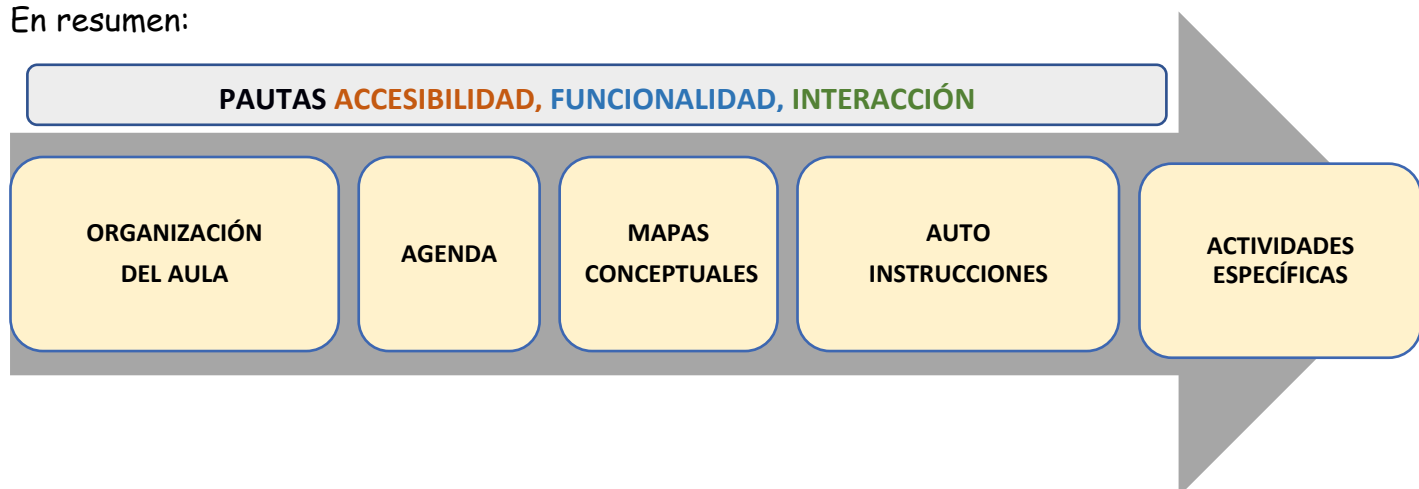 En resumen:
PAUTAS ACCESIBILIDAD, FUNCIONALIDAD, INTERACCIÓN
ORGANIZACIÓN
DEL AULA
AGENDA
MAPAS
CONCEPTUALES
AUTO
INSTRUCCIONES
ACTIVIDADES
ESPECÍFICAS